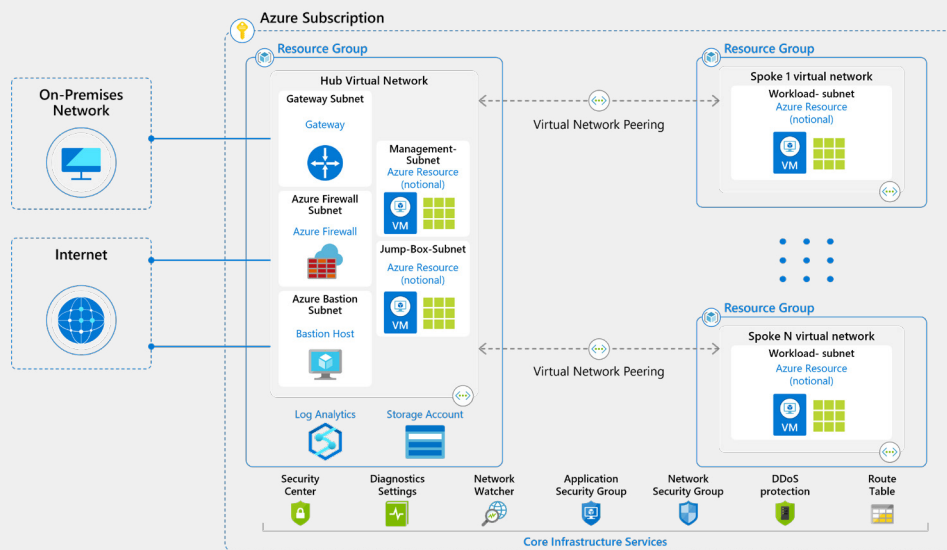 Azure Subscription
Resource Group
Hub Virtual Network
Gateway Subnet
Gateway
Azure Firewall
Subnet
Azure Firewall
Azure Bastion
Subnet
Bastion Host
Management-
Subnet
Azure Resource
(notional)
VM
Jump-Box-Subnet
Azure Resource
(notional)
VM
Log Analytics
Storage Account
On-Premises
Network
Internet
Virtual Network Peering
Virtual Network Peering
Resource Group
Spoke 1 virtual network
Workload- subnet
Azure Resource
(notional)
VM
Resource Group
Spoke N virtual network
Workload- subnet
Azure Resource
(notional)
VM
Security
Center
Diagnostics
Settings
Network
Watcher
Application
Security Group
Network
Security Group
DDoS
protection
Route
Table
Core Infrastructure Services